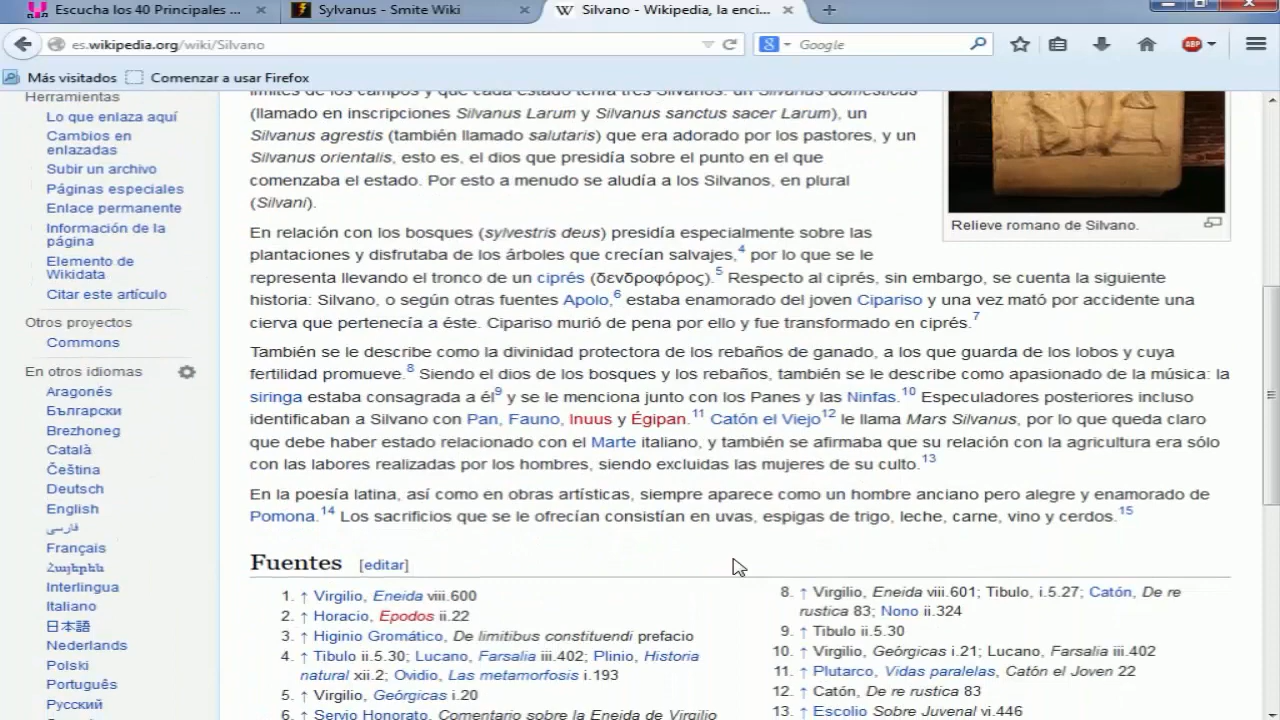 Escucha los 40 Principales ...
Sylvanus - Smite Wiki
Silvano - Wikipedia, la enci...
es.wikipedia.org/wiki/Silvano
Google
ABP
Más visitados
Comenzar a usar Firefox
Herramientas
Lo que enlaza aquí
Cambios en
enlazadas
Subir un archivo
Páginas especiales
Enlace permanente
Información de la
página
Elemento de
Wikidata
Citar este artículo
Otros proyectos
Commons
En otros idiomas
Aragonés
Български
Brezhoneg
Català
Čeština
Deutsch
English
فارسی
Français
Հայերեն
Interlingua
Italiano
日本語
Nederlands
Polski
Português
Русский
límites de los campos y que cada estado tenía tres Silvanos: un Silvanus domesticus
(llamado en inscripciones Silvanus Larum y Silvanus sanctus sacer Larum), un
Silvanus agrestis (también llamado salutaris) que era adorado por los pastores, y un
Silvanus orientalis, esto es, el dios que presidía sobre el punto en el que
comenzaba el estado. Por esto a menudo se aludía a los Silvanos, en plural
(Silvani).
Relieve romano de Silvano.
En relación con los bosques (sylvestris deus) presidía especialmente sobre las
plantaciones y disfrutaba de los árboles que crecían salvajes,4 por lo que se le
representa llevando el tronco de un ciprés (δενδροφόρος).5 Respecto al ciprés, sin embargo, se cuenta la siguiente
historia: Silvano, o según otras fuentes Apolo,6 estaba enamorado del joven Cipariso y una vez mató por accidente una
cierva que pertenecía a éste. Cipariso murió de pena por ello y fue transformado en ciprés.7
También se le describe como la divinidad protectora de los rebaños de ganado, a los que guarda de los lobos y cuya
fertilidad promueve.8 Siendo el dios de los bosques y los rebaños, también se le describe como apasionado de la música: la
siringa estaba consagrada a él9 y se le menciona junto con los Panes y las Ninfas.10 Especuladores posteriores incluso
identificaban a Silvano con Pan, Fauno, Inuus y Égipan.11 Catón el Viejo12 le llama Mars Silvanus, por lo que queda claro
que debe haber estado relacionado con el Marte italiano, y también se afirmaba que su relación con la agricultura era sólo
con las labores realizadas por los hombres, siendo excluidas las mujeres de su culto.13
En la poesía latina, así como en obras artísticas, siempre aparece como un hombre anciano pero alegre y enamorado de
Pomona.14 Los sacrificios que se le ofrecían consistían en uvas, espigas de trigo, leche, carne, vino y cerdos.15
Fuentes [editar]
1. ↑ Virgilio, Eneida viii.600
2. ↑ Horacio, Epodos ii.22
3. ↑ Higinio Gromático, De limitibus constituendi prefacio
4. ↑ Tibulo ii.5.30; Lucano, Farsalia iii.402; Plinio, Historia
natural xii.2; Ovidio, Las metamorfosis i.193
5. ↑ Virgilio, Geórgicas i.20
6. ↑ Servio Honorato, Comentario sobre la Eneida de Virgilio
8. ↑ Virgilio, Eneida viii.601; Tibulo, i.5.27; Catón, De re
rustica 83; Nono ii.324
9. ↑ Tibulo ii.5.30
10. ↑ Virgilio, Geórgicas i.21; Lucano, Farsalia iii.402
11. ↑ Plutarco, Vidas paralelas, Catón el Joven 22
12. ↑ Catón, De re rustica 83
13. ↑ Escolio Sobre Juvenal vi.446